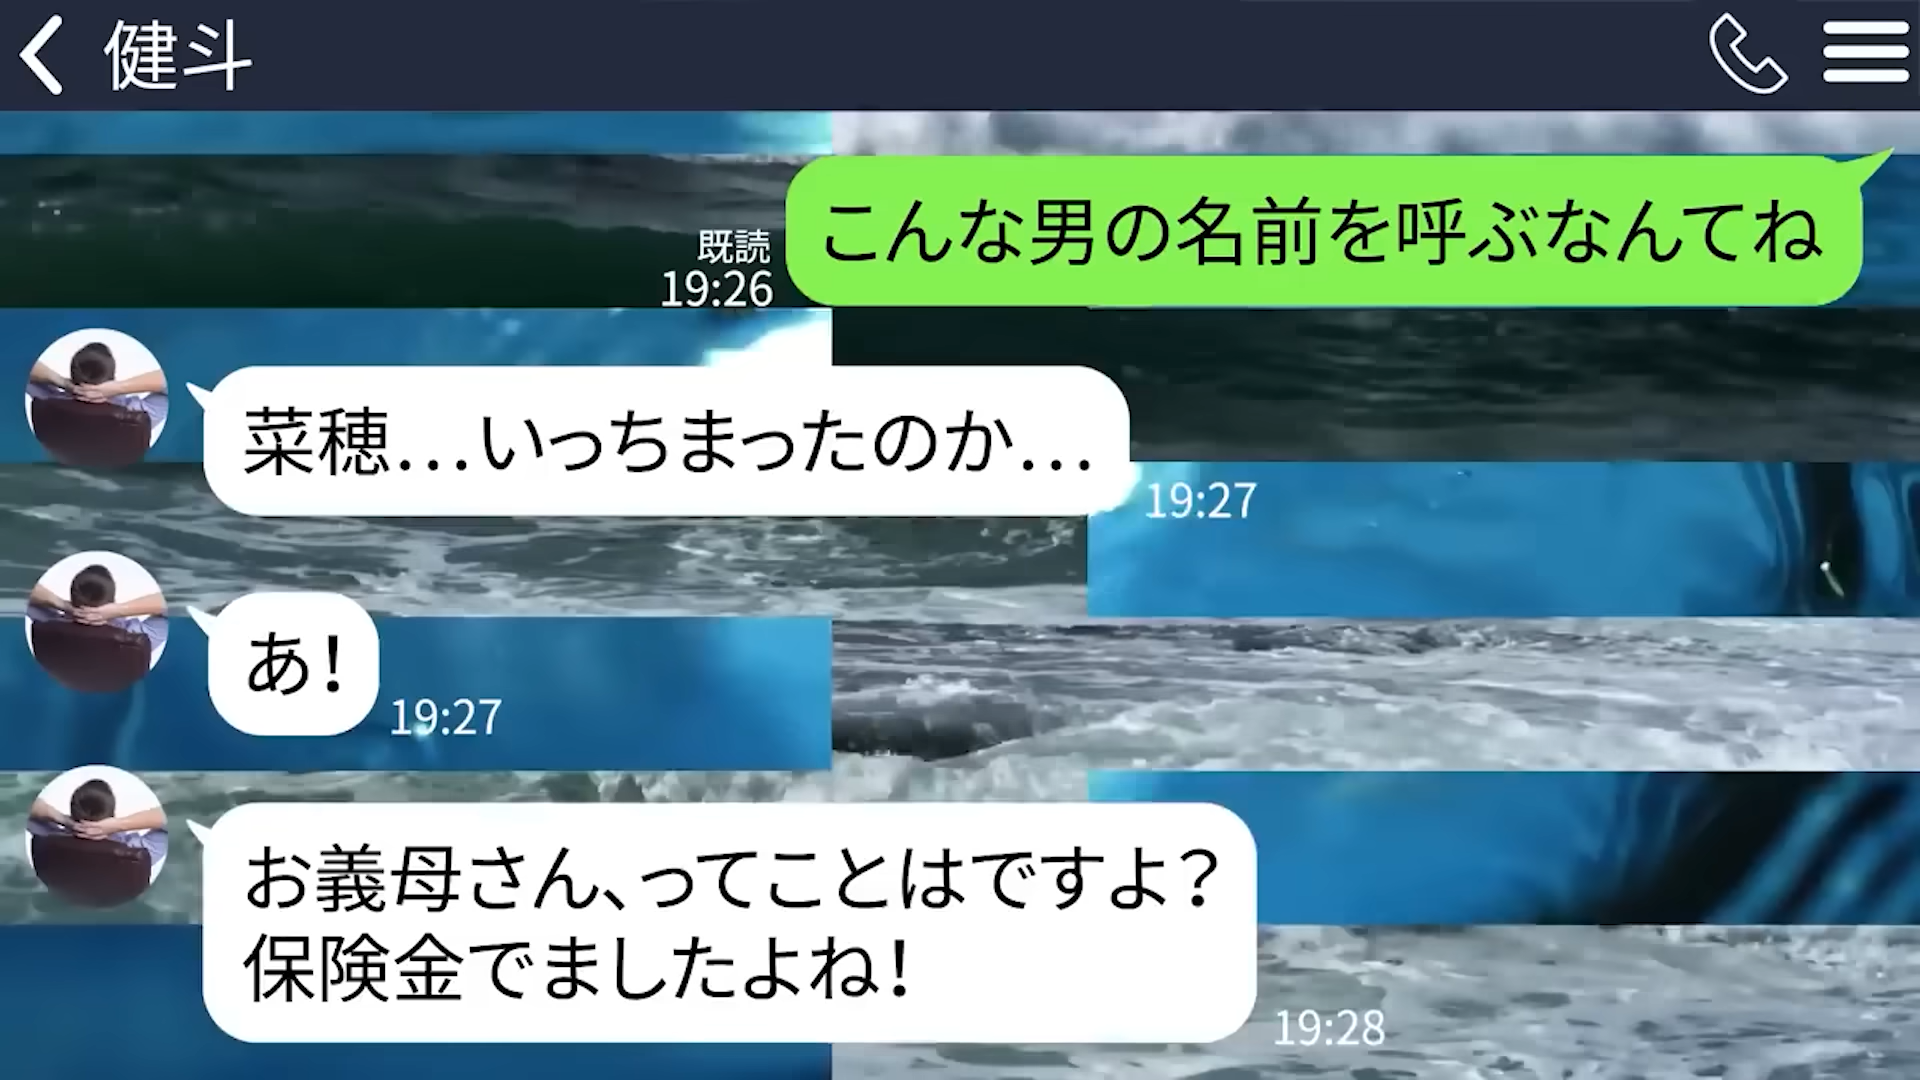 健斗
こんな男の名前を呼ぶなんてね
既読
19:26
菜穂…いっちまったのか…
19:27
あ!
19:27
お義母さん、ってことはですよ?
保険金でましたよね!
19:28